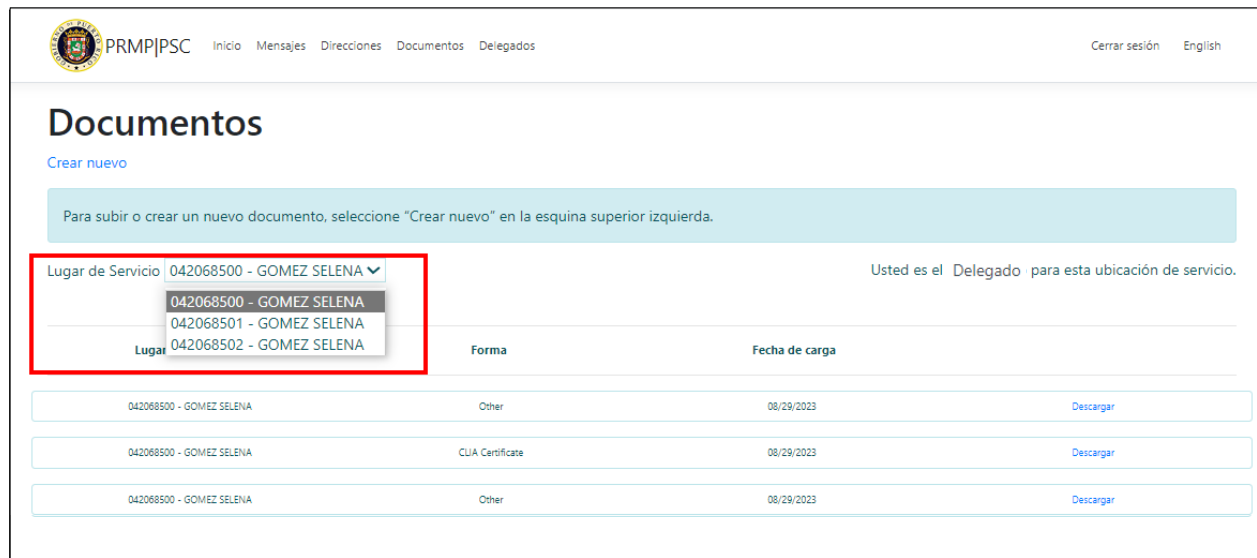 PRMP|PSC Inicio Mensajes Direcciones Documentos Delegados Cerrar sesión English
Documentos
Crear nuevo
Para subir o crear un nuevo documento, seleccione “Crear nuevo” en la esquina superior izquierda.
Lugar de Servicio 042068500 - GOMEZ SELENA Usted es el Delegado para esta ubicación de servicio.
042068500 - GOMEZ SELENA
042068501 - GOMEZ SELENA
042068502 - GOMEZ SELENA
Lugar Forma Fecha de carga
042068500 - GOMEZ SELENA Other 08/29/2023 Descargar
042068500 - GOMEZ SELENA CLIA Certificate 08/29/2023 Descargar
042068500 - GOMEZ SELENA Other 08/29/2023 Descargar